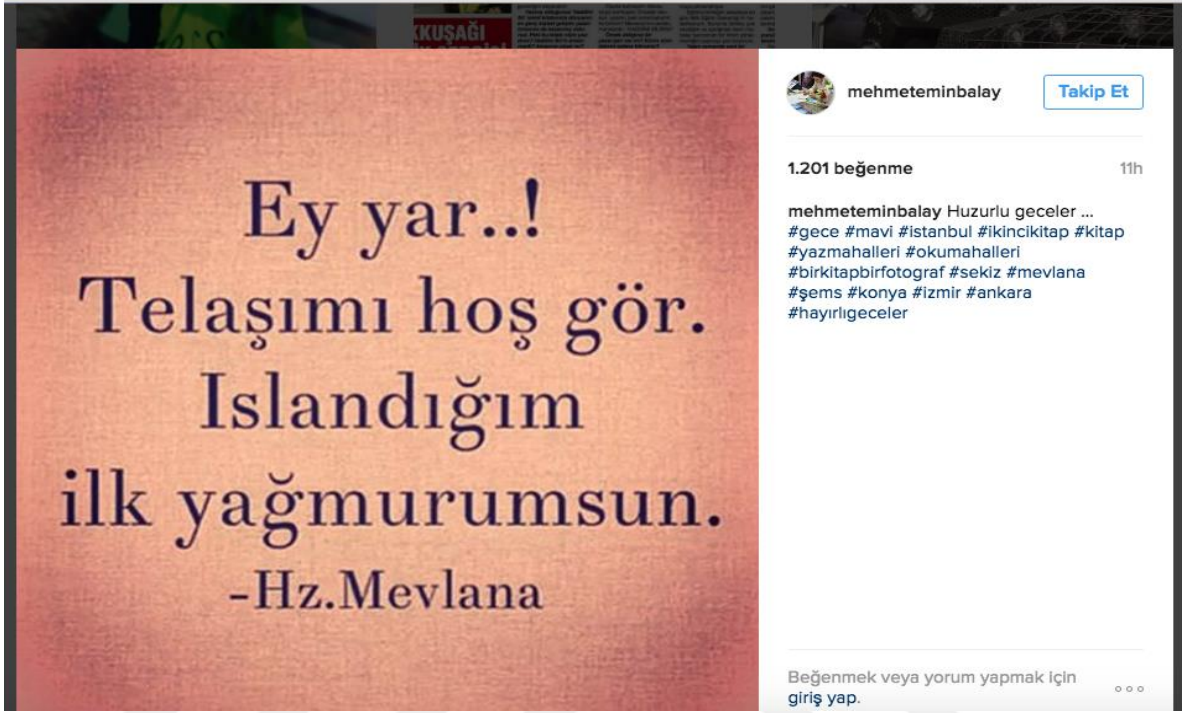 KKUŞAĞI
Ey yar..!
Telaşımı hoş gör.
Islandığım
ilk yağmurumsun.
-Hz.Mevlana
mehmeteminbalay
Takip Et
1.201 beğenme
11h
mehmeteminbalay Huzurlu geceler ...
#gece #mavi #istanbul #ikincikitap #kitap
#yazmahalleri #okumahalleri
#birkitapbirfotograf #sekiz #mevlana
#şems #konya #izmir #ankara
#hayırlıgeceler
Beğenmek veya yorum yapmak için
giriş yap.